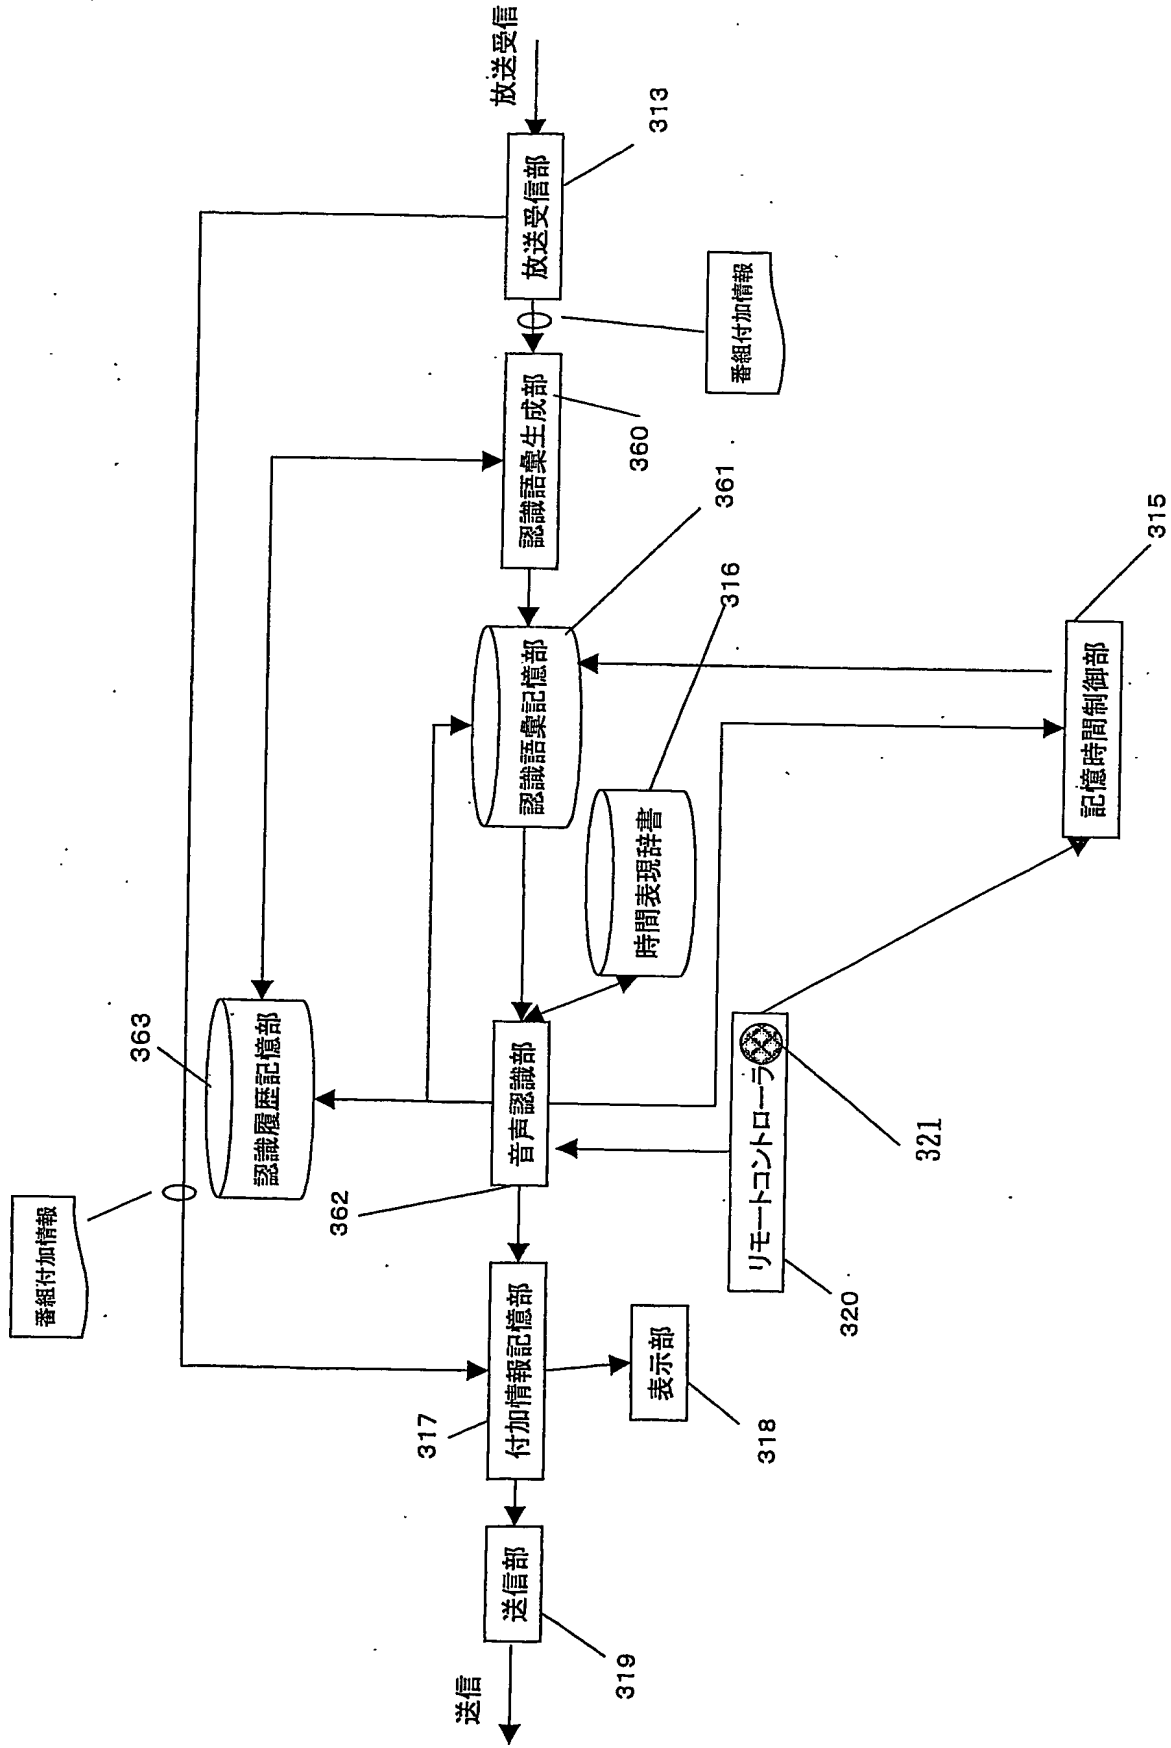 放送受信
放送受信部
313
番組付加情報
認識語彙生成部
360
認識語彙記憶部
361
時間表現辞書
316
記憶時間制御部
315
認識履歴記憶部
363
音声認識部
362
リモートコントローラ
320
321
番組付加情報
付加情報記憶部
317
表示部
318
送信部
319
送信